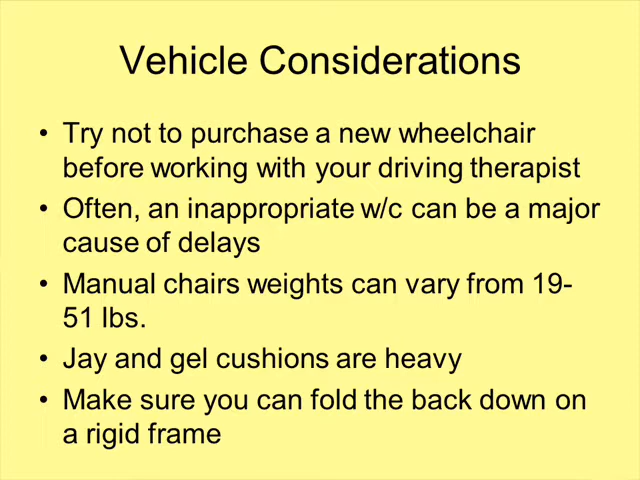 Vehicle Considerations
• Try not to purchase a new wheelchair
before working with your driving therapist
• Often, an inappropriate w/c can be a major
cause of delays
• Manual chairs weights can vary from 19-
51 lbs.
• Jay and gel cushions are heavy
• Make sure you can fold the back down on
a rigid frame